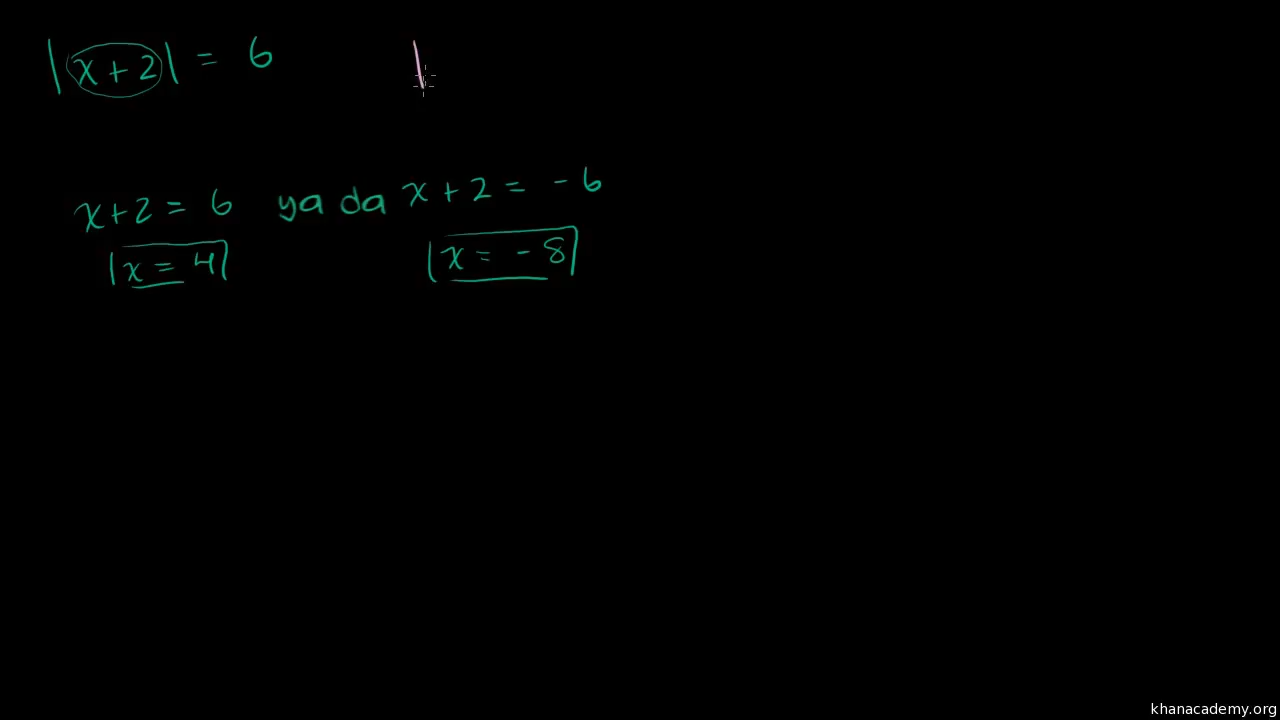 |x+2| = 6
x+2 = 6 ya da x+2 = -6
x = 4 x = -8
khanacademy.org